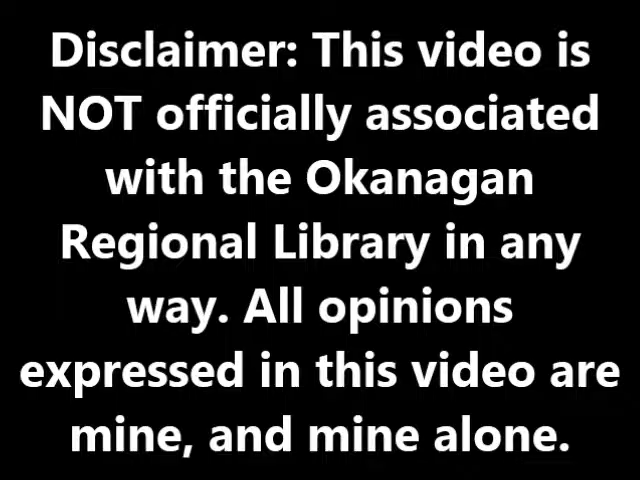 Disclaimer: This video is
NOT officially associated
with the Okanagan
Regional Library in any
way. All opinions
expressed in this video are
mine, and mine alone.